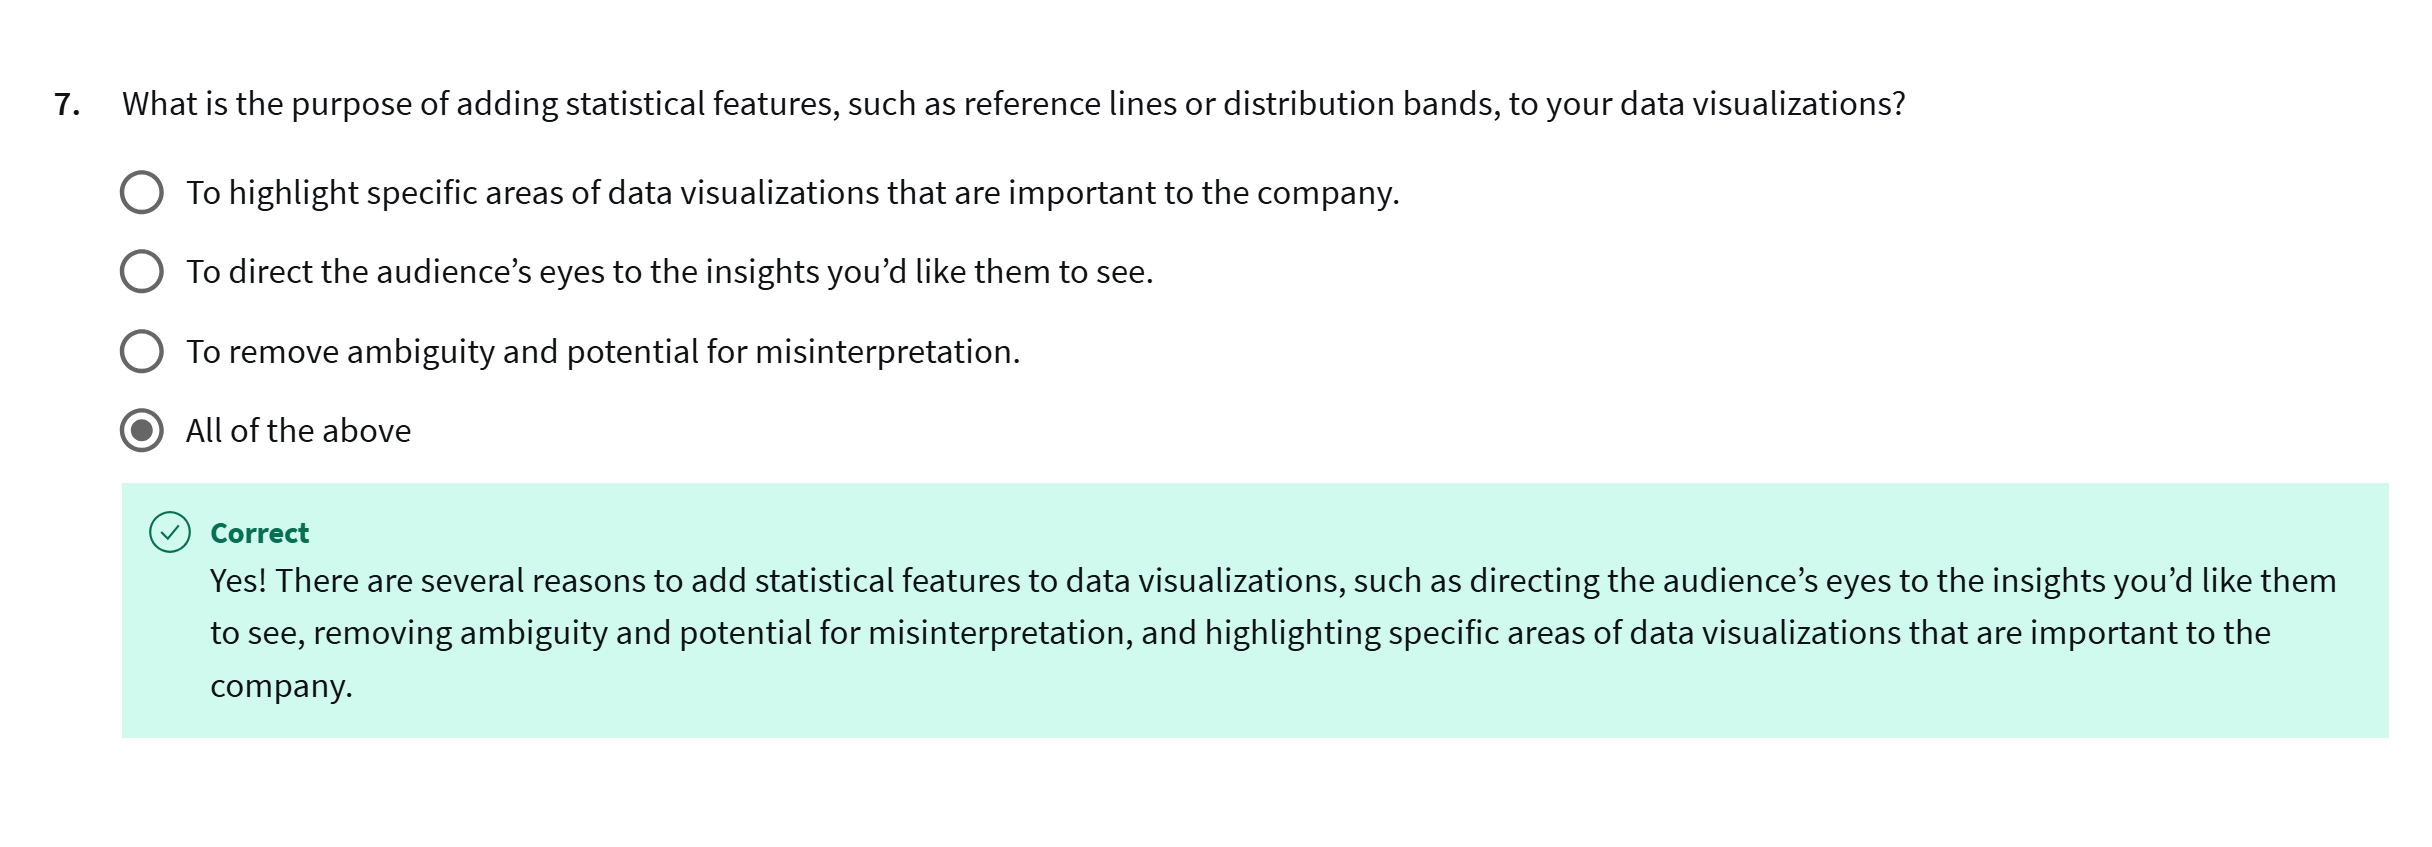 7. What is the purpose of adding statistical features, such as reference lines or distribution bands, to your data visualizations?
To highlight specific areas of data visualizations that are important to the company.
To direct the audience’s eyes to the insights you’d like them to see.
To remove ambiguity and potential for misinterpretation.
All of the above
Correct
Yes! There are several reasons to add statistical features to data visualizations, such as directing the audience’s eyes to the insights you’d like them
to see, removing ambiguity and potential for misinterpretation, and highlighting specific areas of data visualizations that are important to the
company.